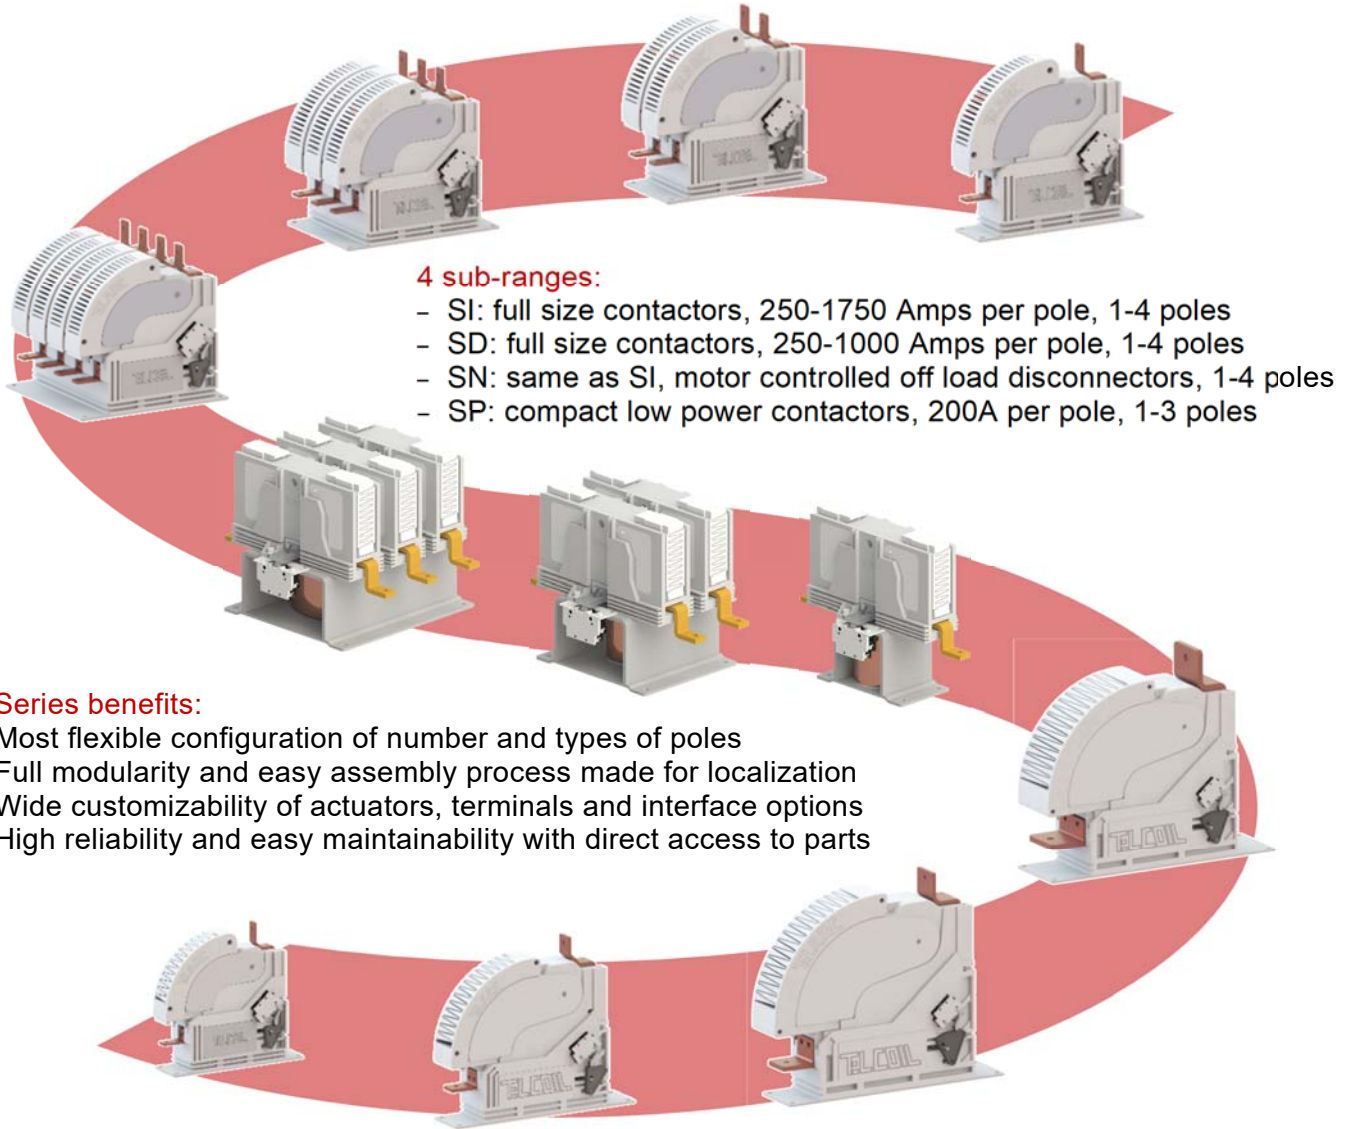 4 sub-ranges:
– SI: full size contactors, 250-1750 Amps per pole, 1-4 poles
– SD: full size contactors, 250-1000 Amps per pole, 1-4 poles
– SN: same as SI, motor controlled off load disconnectors, 1-4 poles
– SP: compact low power contactors, 200A per pole, 1-3 poles
Series benefits:
Most flexible configuration of number and types of poles
Full modularity and easy assembly process made for localization
Wide customizability of actuators, terminals and interface options
High reliability and easy maintainability with direct access to parts
TELCOIL
TELCOIL
TELCOIL